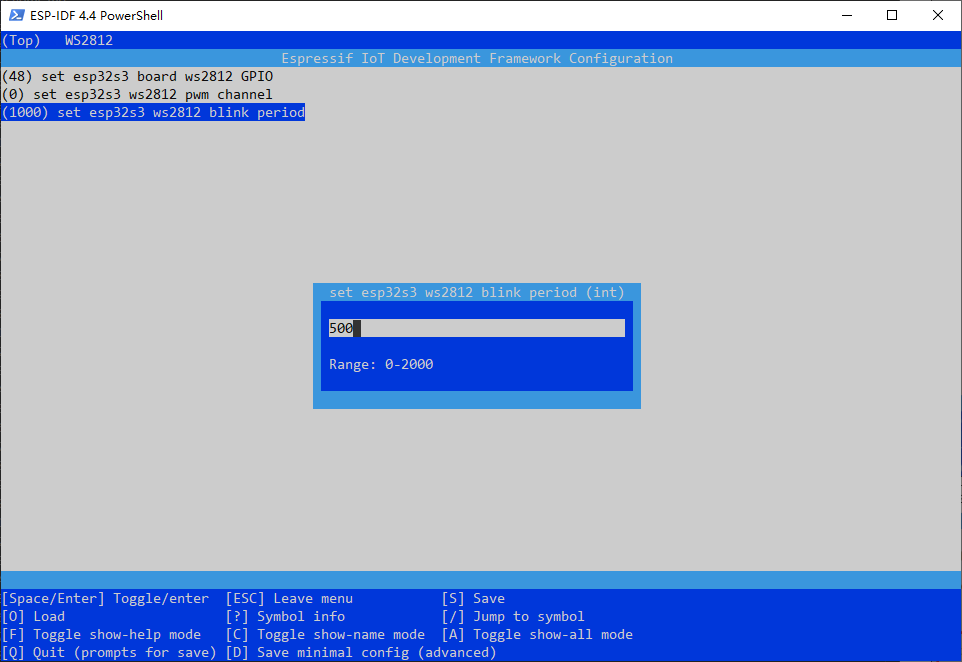 ESP-IDF 4.4 PowerShell
(Top) WS2812
Espressif IoT Development Framework Configuration
(48) set esp32s3 board ws2812 GPIO
(0) set esp32s3 ws2812 pwm channel
(1000) set esp32s3 ws2812 blink period
set esp32s3 ws2812 blink period (int)
500
Range: 0-2000
[Space/Enter] Toggle/enter [ESC] Leave menu [S] Save
[O] Load [?] Symbol info [/] Jump to symbol
[F] Toggle show-help mode [C] Toggle show-name mode [A] Toggle show-all mode
[Q] Quit (prompts for save) [D] Save minimal config (advanced)